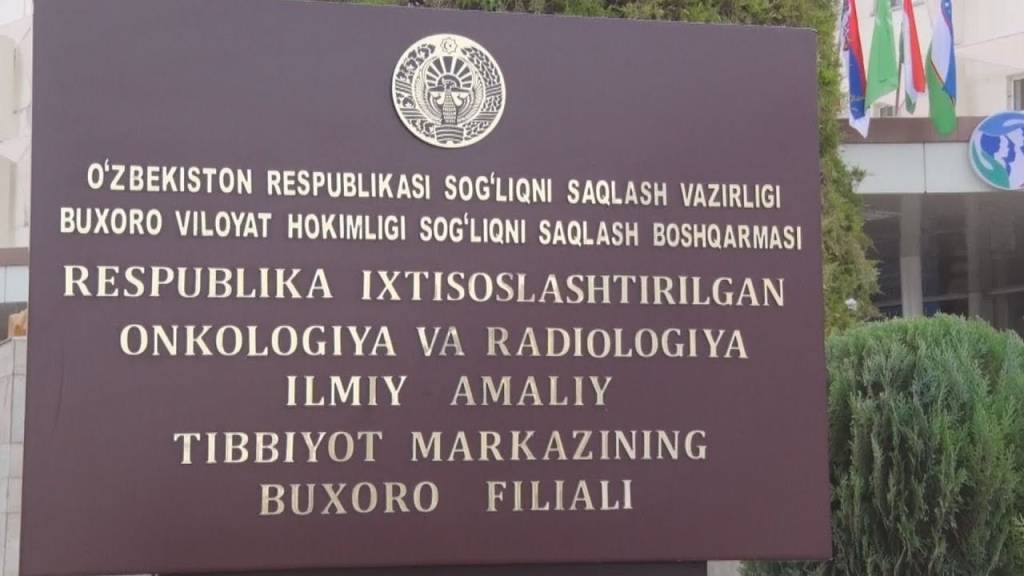 O‘ZBEKISTON RESPUBLIKASI SOG‘LIQNI SAQLASH VAZIRLIGI
BUXORO VILOYAT HOKIMLIGI SOG‘LIQNI SAQLASH BOSHQARMASI
RESPUBLIKA IXTISOSLASHTIRILGAN
ONKOLOGIYA VA RADIOLOGIYA
ILMIY AMALIY
TIBBIYOT MARKAZINING
BUXORO FILIALI